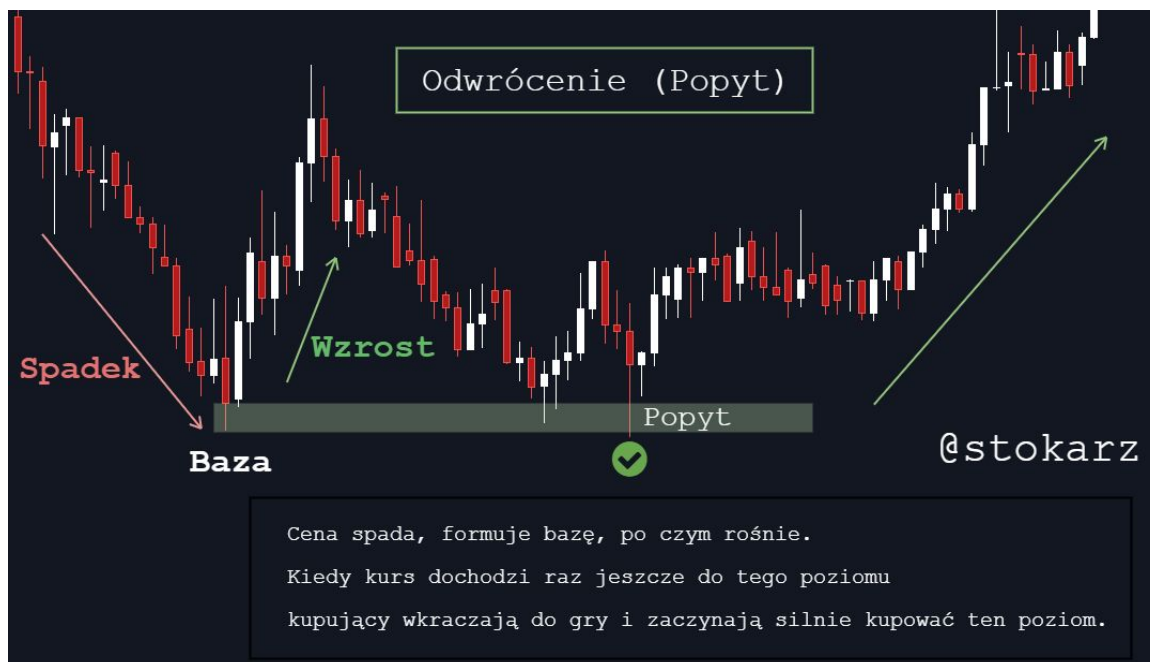 Odwrócenie (Popyt)
Wzrost
Spadek
Popyt
Baza
@stokarz
Cena spada, formuje bazę, po czym rośnie.
Kiedy kurs dochodzi raz jeszcze do tego poziomu
kupujący wkraczają do gry i zaczynają silnie kupować ten poziom.